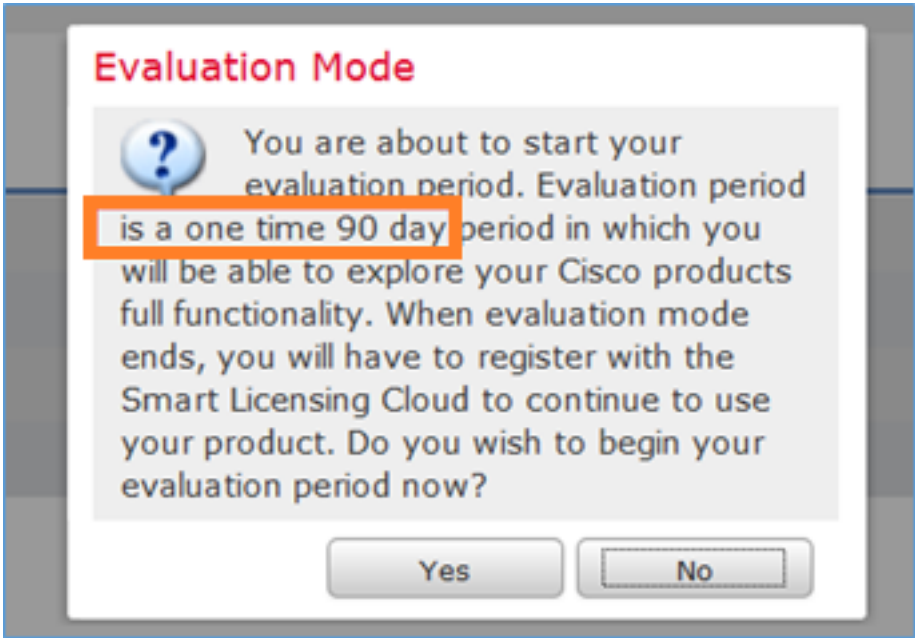 Evaluation Mode
You are about to start your
evaluation period. Evaluation period
is a one time 90 day period in which you
will be able to explore your Cisco products
full functionality. When evaluation mode
ends, you will have to register with the
Smart Licensing Cloud to continue to use
your product. Do you wish to begin your
evaluation period now?
Yes
No